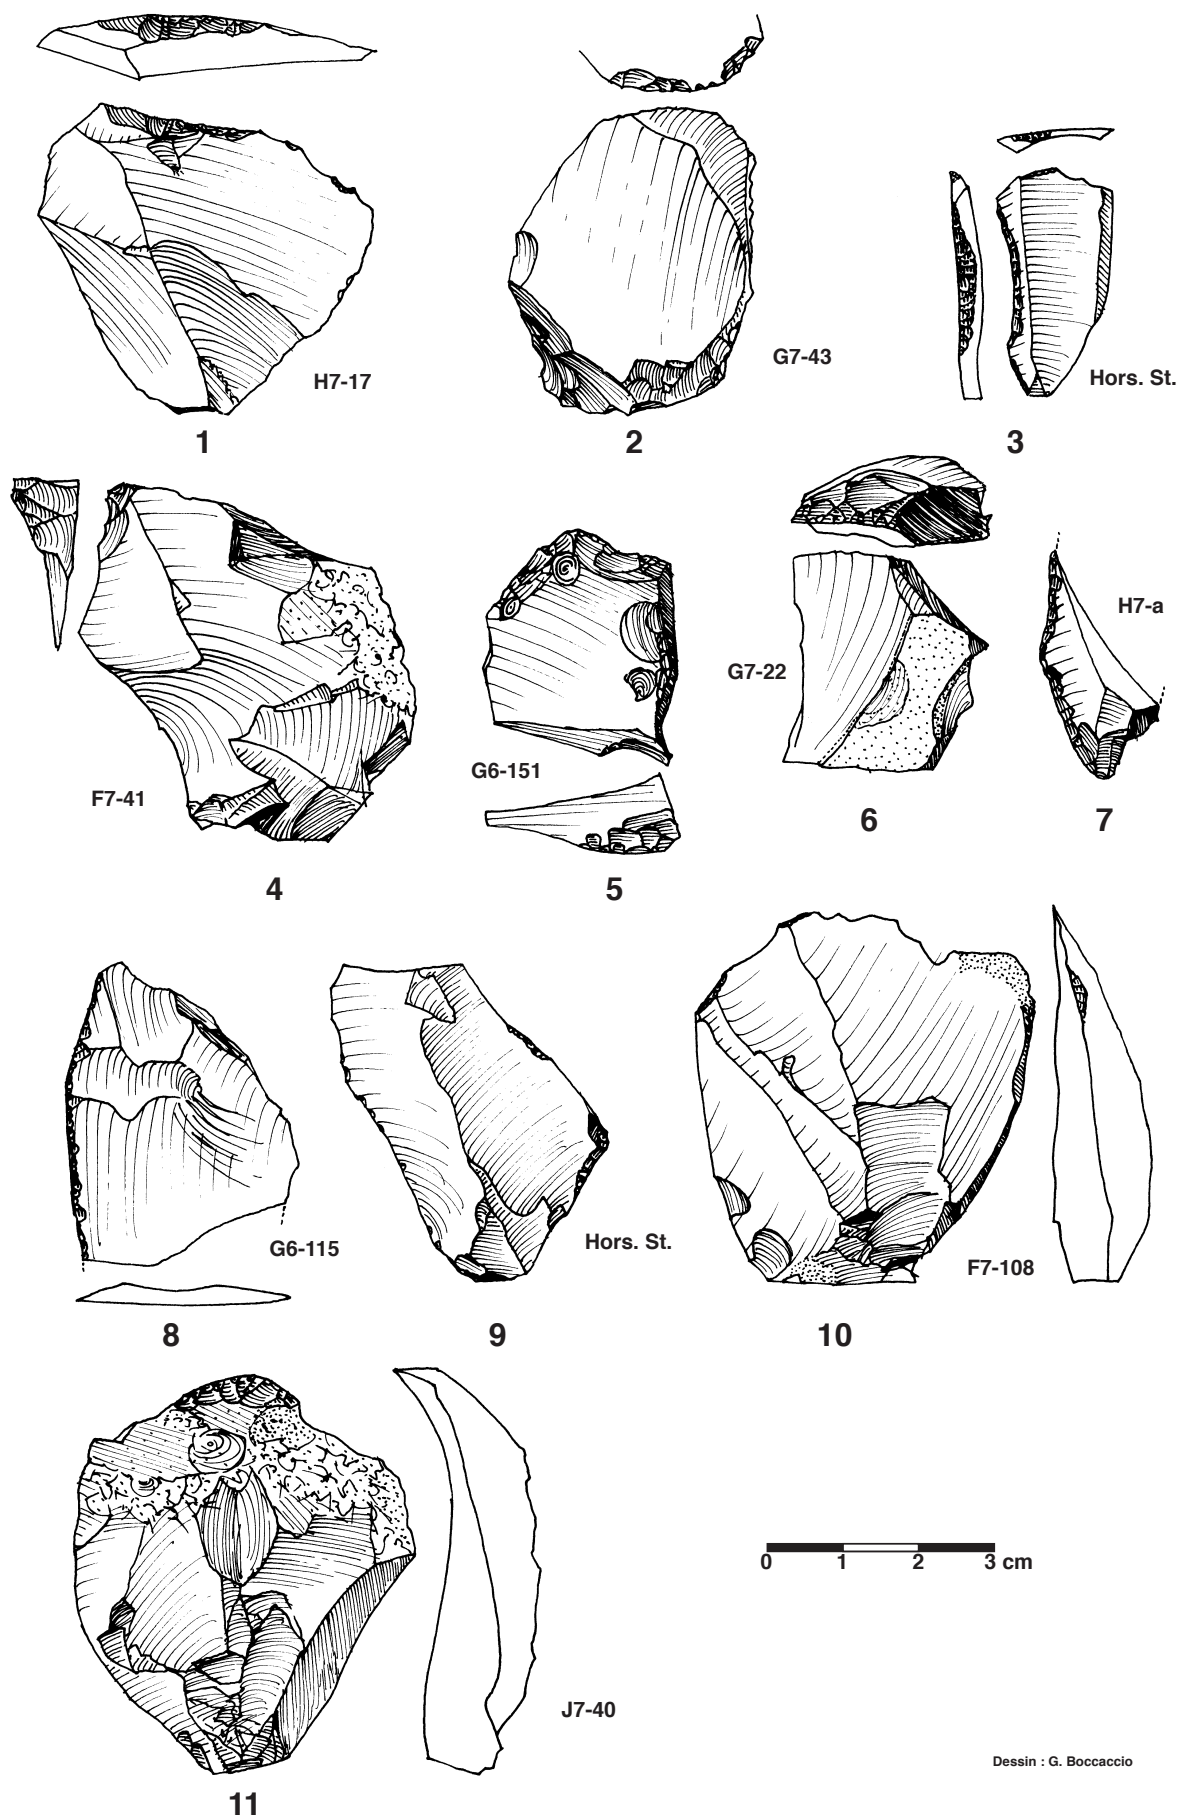 H7-17
1
G7-43
2
Hors. St.
3
F7-41
4
G6-151
5
G7-22
6
H7-a
7
G6-115
8
Hors. St.
9
F7-108
10
J7-40
11
0 1 2 3 cm
Dessin : G. Boccaccio